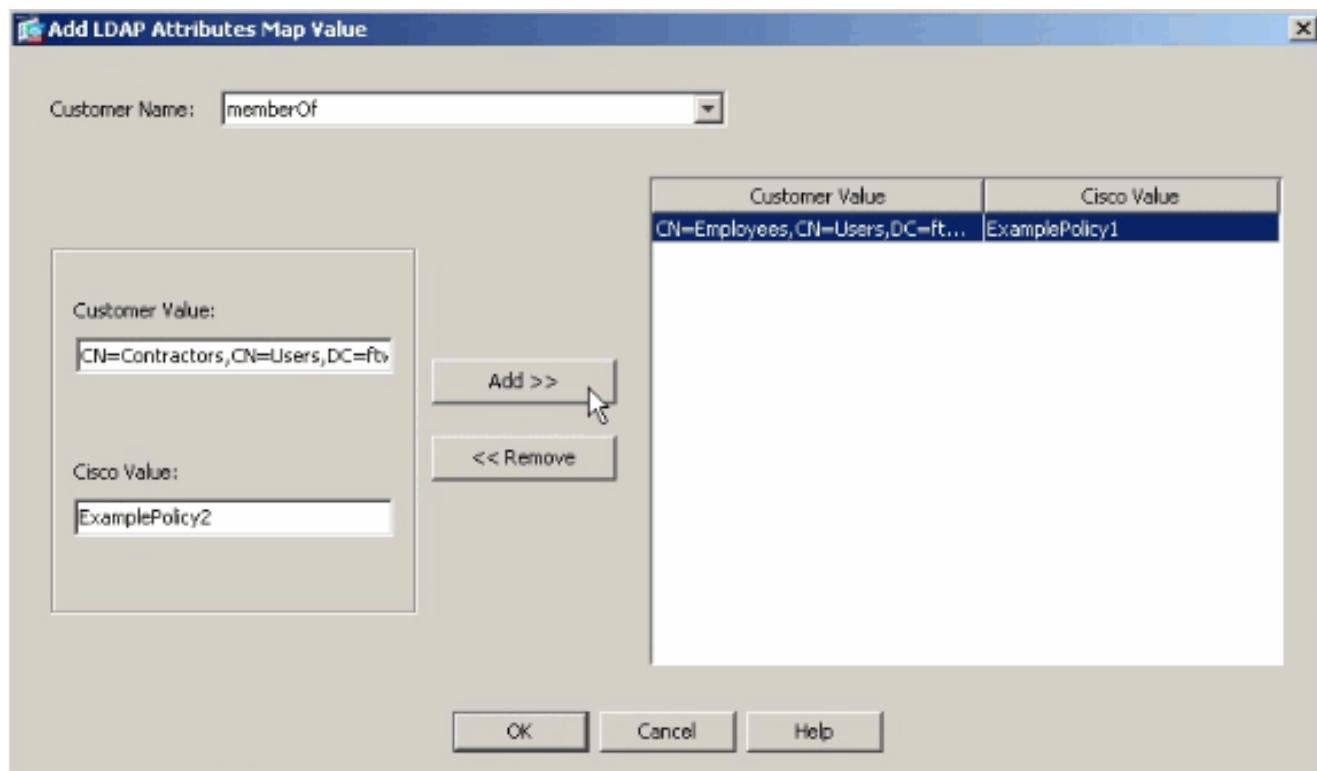 Add LDAP Attributes Map Value
Customer Name: memberOf
Customer Value Cisco Value
CN=Employees,CN=Users,DC=ft... ExamplePolicy1
Customer Value:
CN=Contractors,CN=Users,DC=ftw
Add >>
<< Remove
Cisco Value:
ExamplePolicy2
OK Cancel Help